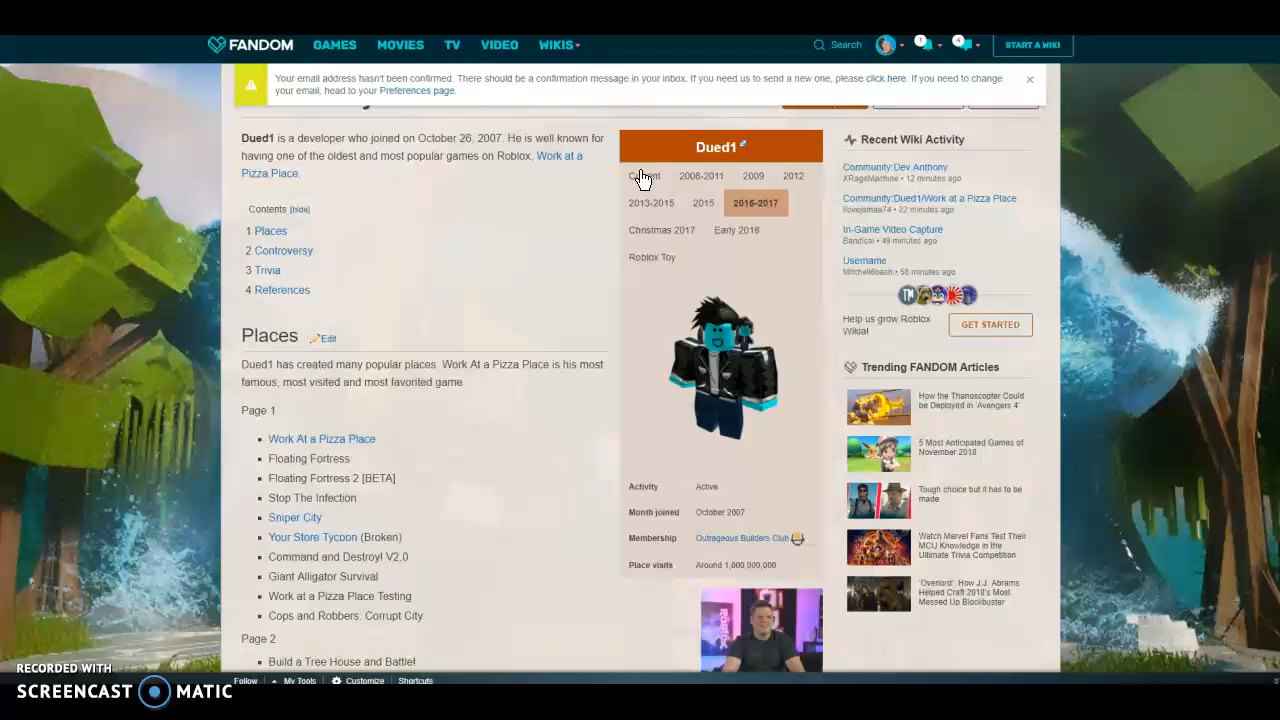 FANDOM GAMES MOVIES TV VIDEO WIKIS Search 1 4 START A WIKI
Your email address hasn't been confirmed. There should be a confirmation message in your inbox. If you need us to send a new one, please click here. If you need to change
your email, head to your Preferences page.
Dued1 is a developer who joined on October 26, 2007. He is well known for
having one of the oldest and most popular games on Roblox, Work at a
Pizza Place.
Contents [hide]
1 Places
2 Controversy
3 Trivia
4 References
Places Edit
Dued1 has created many popular places. Work At a Pizza Place is his most
famous, most visited and most favorited game.
Page 1
Work At a Pizza Place
Floating Fortress
Floating Fortress 2 [BETA]
Stop The Infection
Sniper City
Your Store Tycoon (Broken)
Command and Destroy! V2.0
Giant Alligator Survival
Work at a Pizza Place Testing
Cops and Robbers: Corrupt City
Page 2
Build a Tree House and Battle!
Dued1
2008-2011 2009 2012
2013-2015 2015 2015-2017
Christmas 2017 Early 2018
Roblox Toy
Activity Active
Month joined October 2007
Membership Outrageous Builders Club
Place visits Around 1,000,000,000
Recent Wiki Activity
Community:Dev Anthony
XRageMachine • 12 minutes ago
Community:Dued1/Work at a Pizza Place
Ilovejamaa74 • 22 minutes ago
In-Game Video Capture
Bandicai • 49 minutes ago
Username
Mitchell6bash • 56 minutes ago
TM
Help us grow Roblox
Wikia!
GET STARTED
Trending FANDOM Articles
How the Thanoscopter Could
be Deployed in 'Avengers 4'
5 Most Anticipated Games of
November 2018
Tough choice but it has to be
made
Watch Marvel Fans Test Their
MCU Knowledge in the
Ultimate Trivia Competition
'Overlord': How J.J. Abrams
Helped Craft 2018's Most
Messed Up Blockbuster
Follow My Tools Customize Shortcuts
RECORDED WITH
SCREENCAST MATIC